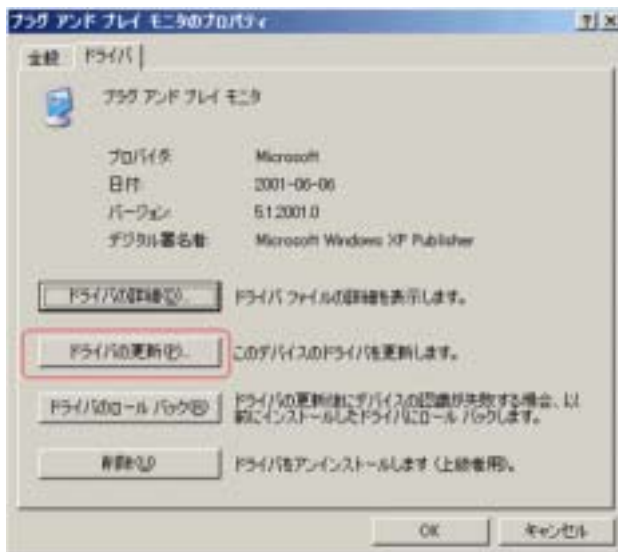 プラグ アンド プレイ モニタのプロパティ
全般
ドライバ
プラグ アンド プレイ モニタ
プロバイダ: Microsoft
日付: 2001-06-06
バージョン: 5.1.2001.0
デジタル署名者: Microsoft Windows XP Publisher
ドライバの詳細(D)... ドライバ ファイルの詳細を表示します。
ドライバの更新(P)... このデバイスのドライバを更新します。
ドライバのロール バック(R) ドライバの更新後にデバイスの認識が失敗する場合、以
前にインストールしたドライバにロール バックします。
削除(U) ドライバをアンインストールします (上級者用)。
OK キャンセル